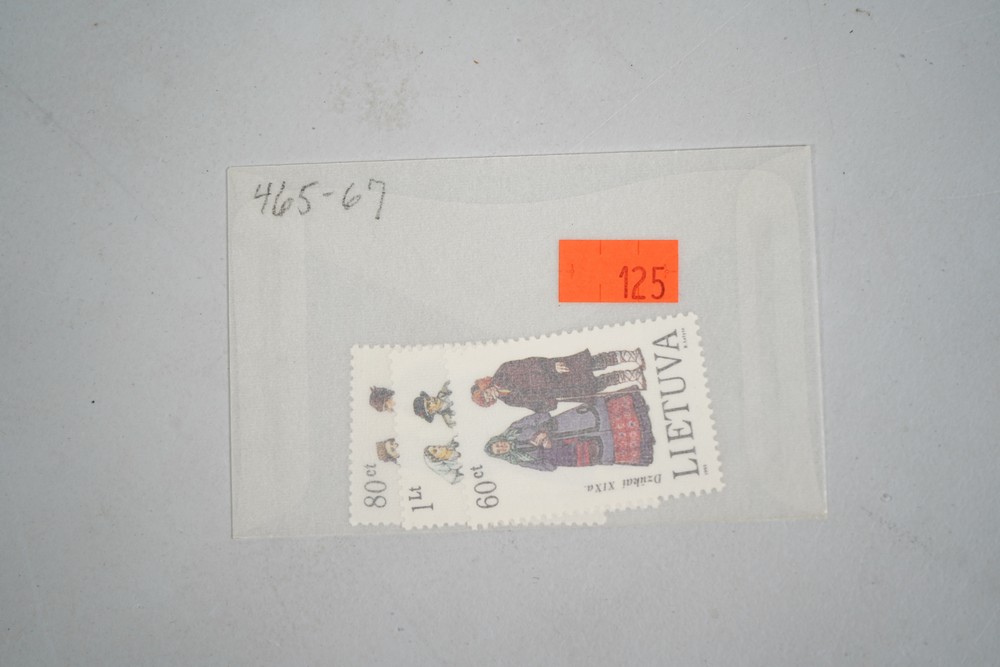 465-67
125
80ct
1Lt
60ct
Dzūkai XIXa.
LIETUVA